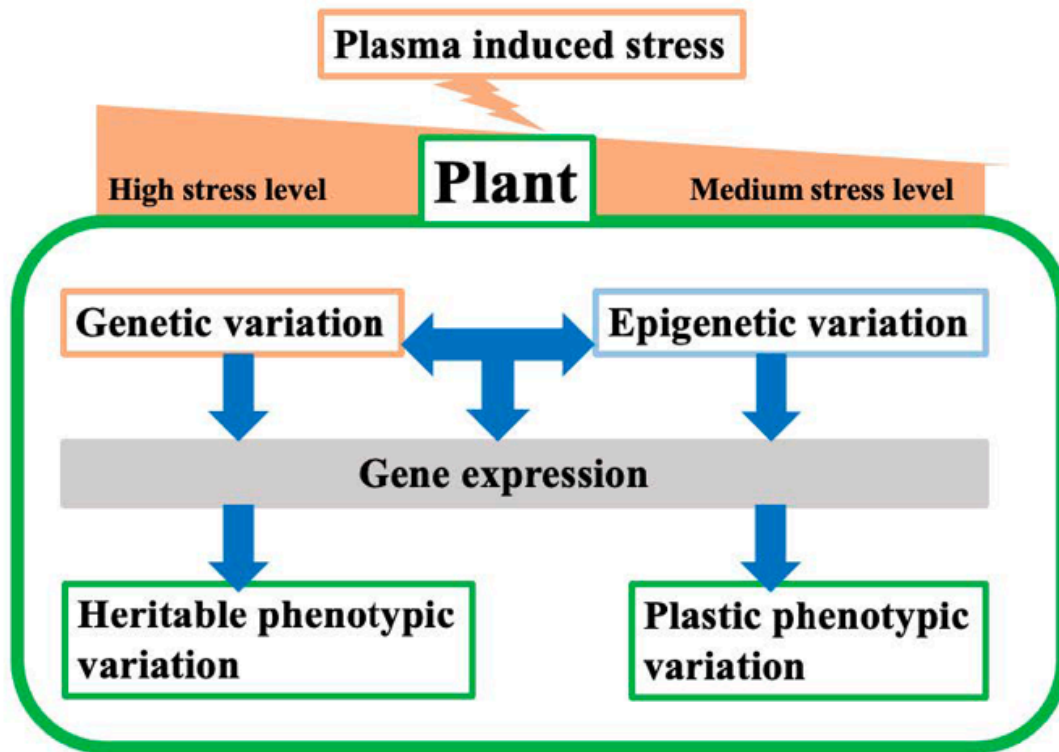 Plasma induced stress
High stress level
Plant
Medium stress level
Genetic variation
Epigenetic variation
Gene expression
Heritable phenotypic
variation
Plastic phenotypic
variation